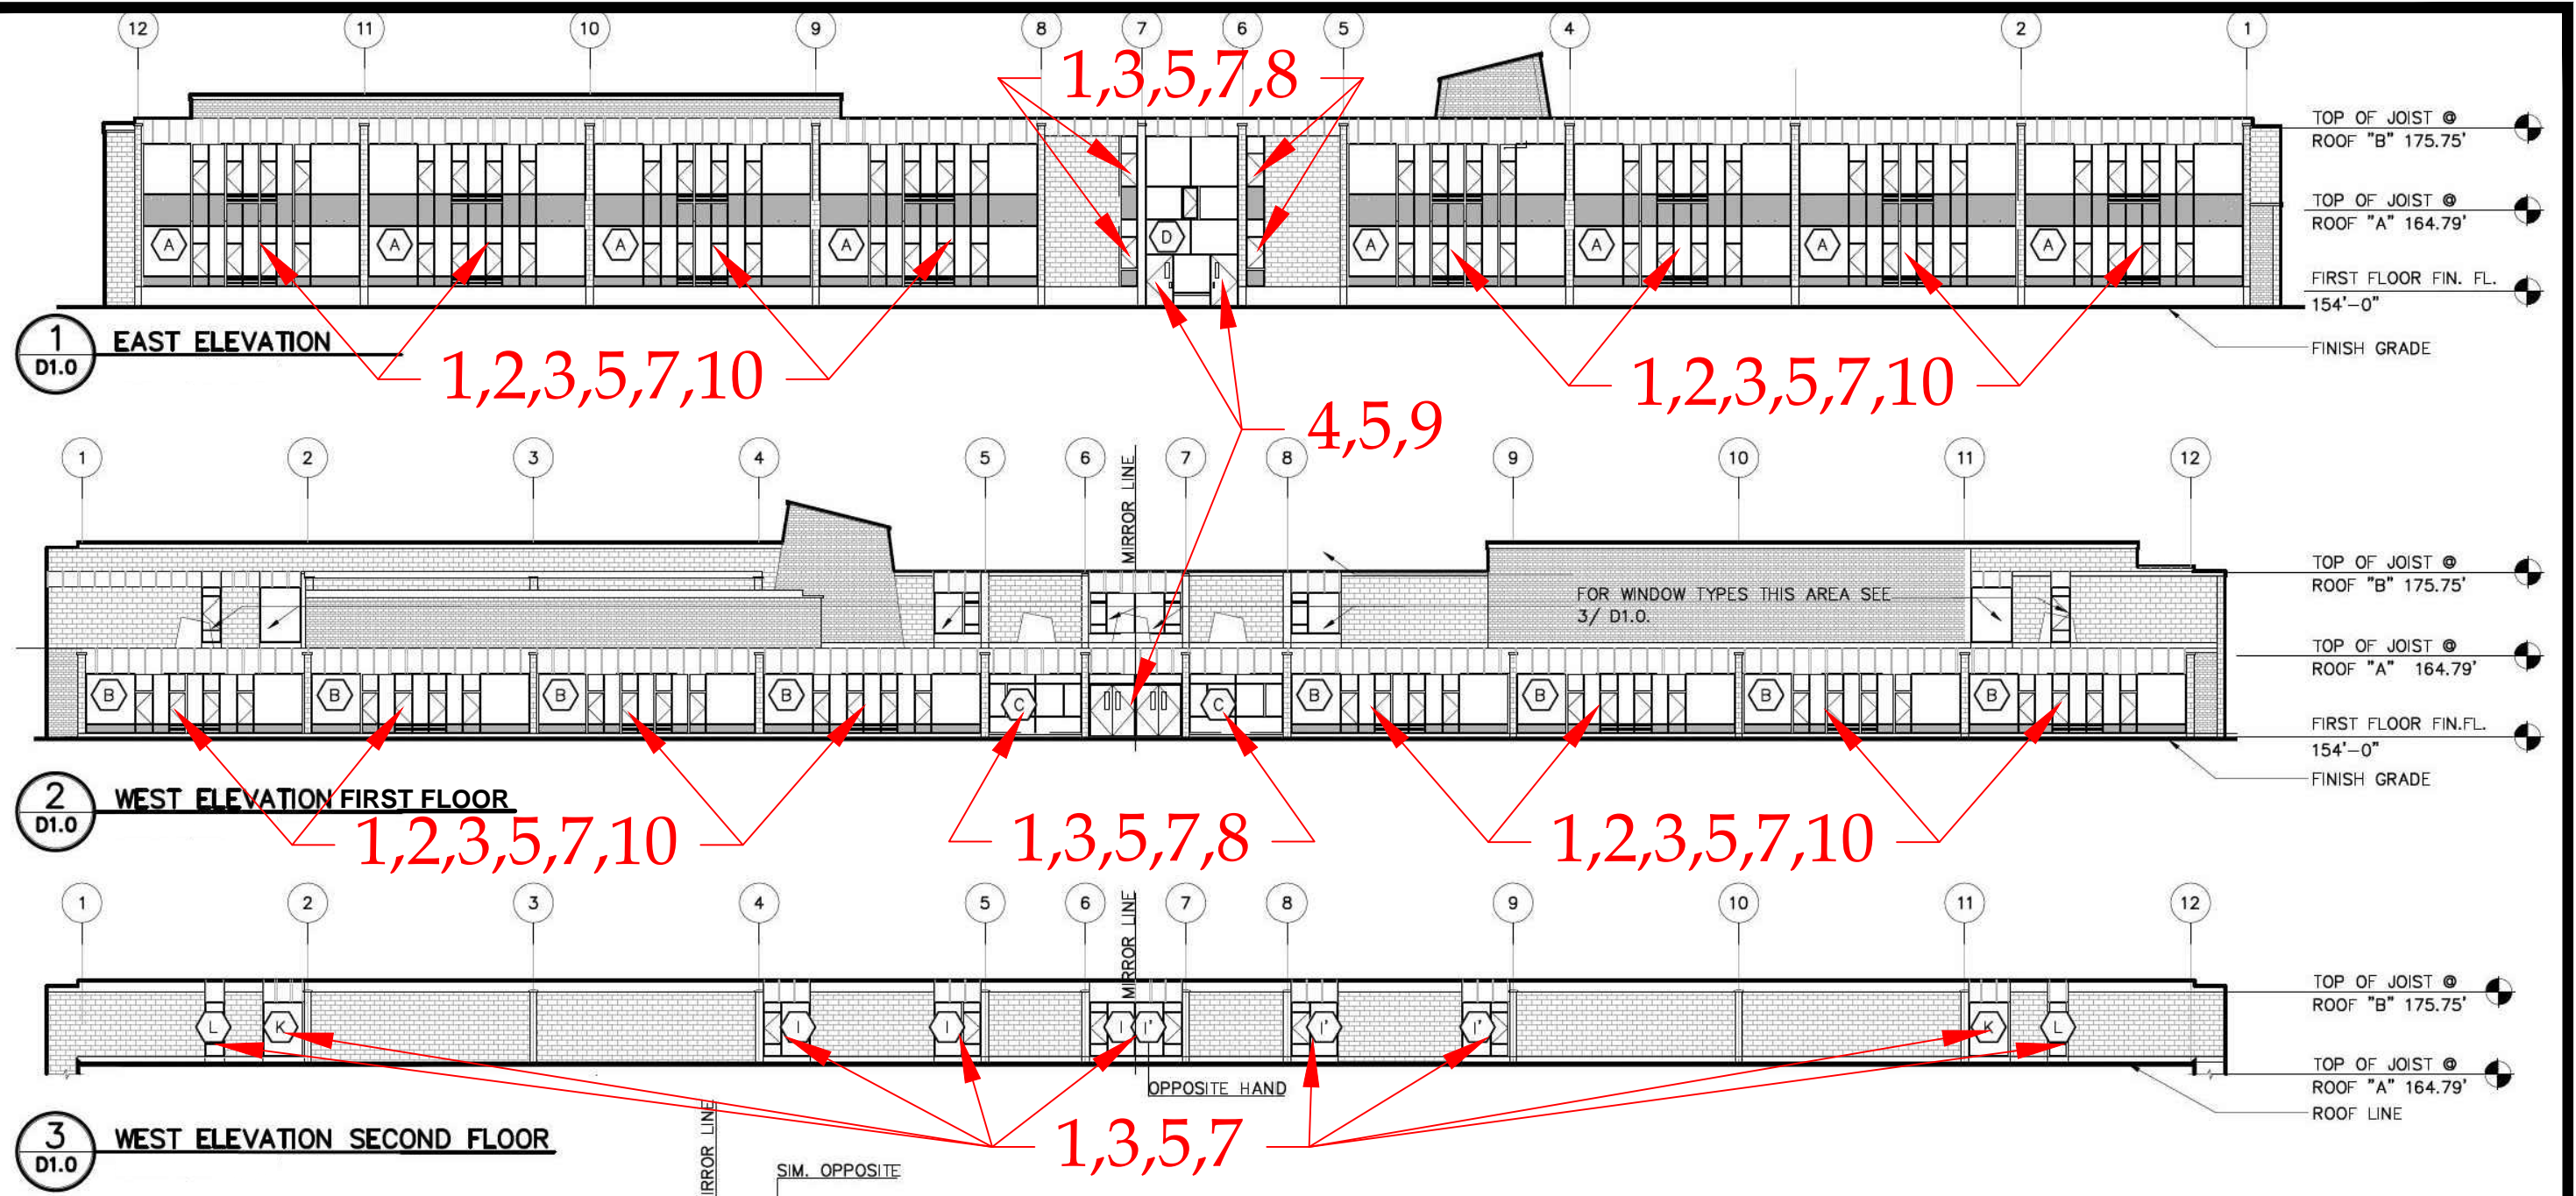 12 11 10 9 8 7 6 5 4 2 1
1,3,5,7,8
TOP OF JOIST @
ROOF "B" 175.75'
TOP OF JOIST @
ROOF "A" 164.79'
A A A A D A A A A
FIRST FLOOR FIN. FL.
154'-0"
FINISH GRADE
1
D1.0
EAST ELEVATION
1,2,3,5,7,10
1,2,3,5,7,10
4,5,9
1 2 3 4 5 6 7 8 9 10 11 12
MIRROR LINE
TOP OF JOIST @
ROOF "B" 175.75'
FOR WINDOW TYPES THIS AREA SEE
3/ D1.0.
TOP OF JOIST @
ROOF "A" 164.79'
B B B B C C B B B B
FIRST FLOOR FIN.FL.
154'-0"
FINISH GRADE
2
D1.0
WEST ELEVATION FIRST FLOOR
1,2,3,5,7,10
1,3,5,7,8
1,2,3,5,7,10
1 2 3 4 5 6 7 8 9 10 11 12
MIRROR LINE
TOP OF JOIST @
ROOF "B" 175.75'
L K I I I I' I' I' K L
TOP OF JOIST @
ROOF "A" 164.79'
ROOF LINE
OPPOSITE HAND
3
D1.0
WEST ELEVATION SECOND FLOOR
1,3,5,7
IRROR LINE
SIM. OPPOSITE